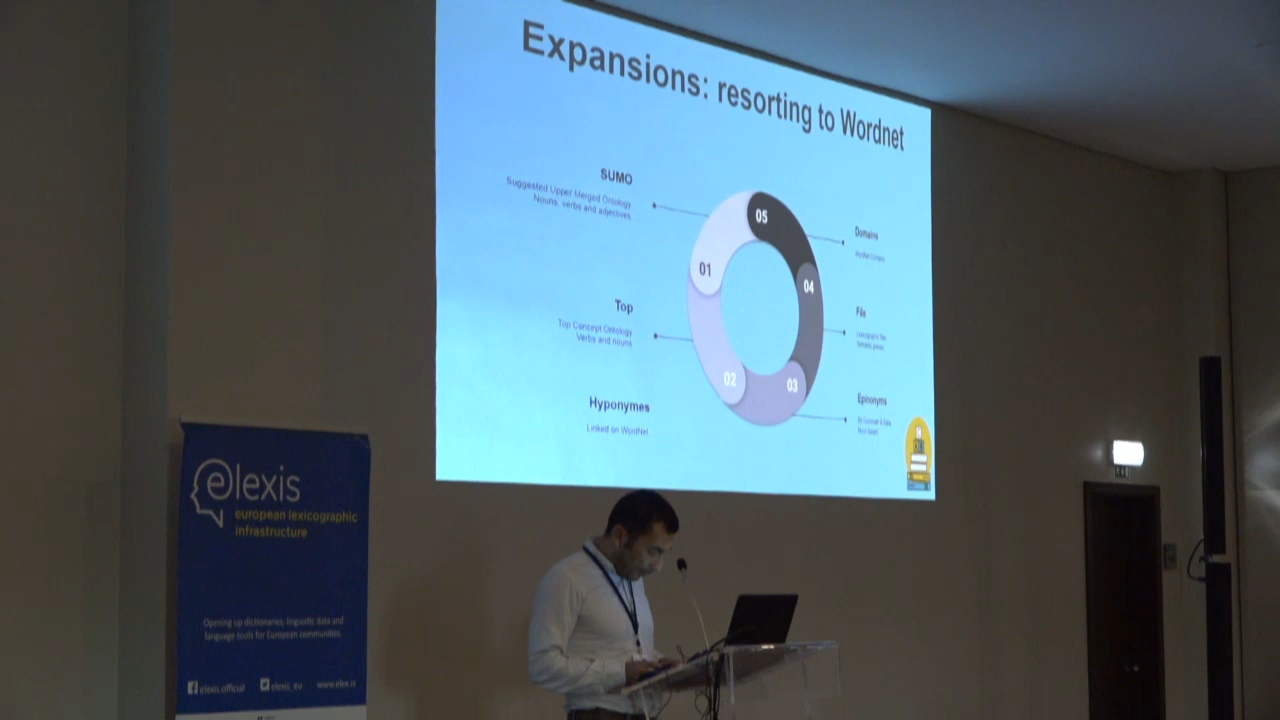 Expansions: resorting to Wordnet
SUMO
Suggested Upper Merged Ontology
Nouns, verbs and adjectives
Top
Top Concept Ontology
Verbs and nouns
Hyponymes
Linked on WordNet
01
02
03
04
05
Domains
File
Epinonyms
elexis
european lexicographic
infrastructure
Opening up dictionaries, linguistic data and
language tools for European communities.
elexis.official
elexis_eu
www.elex.is